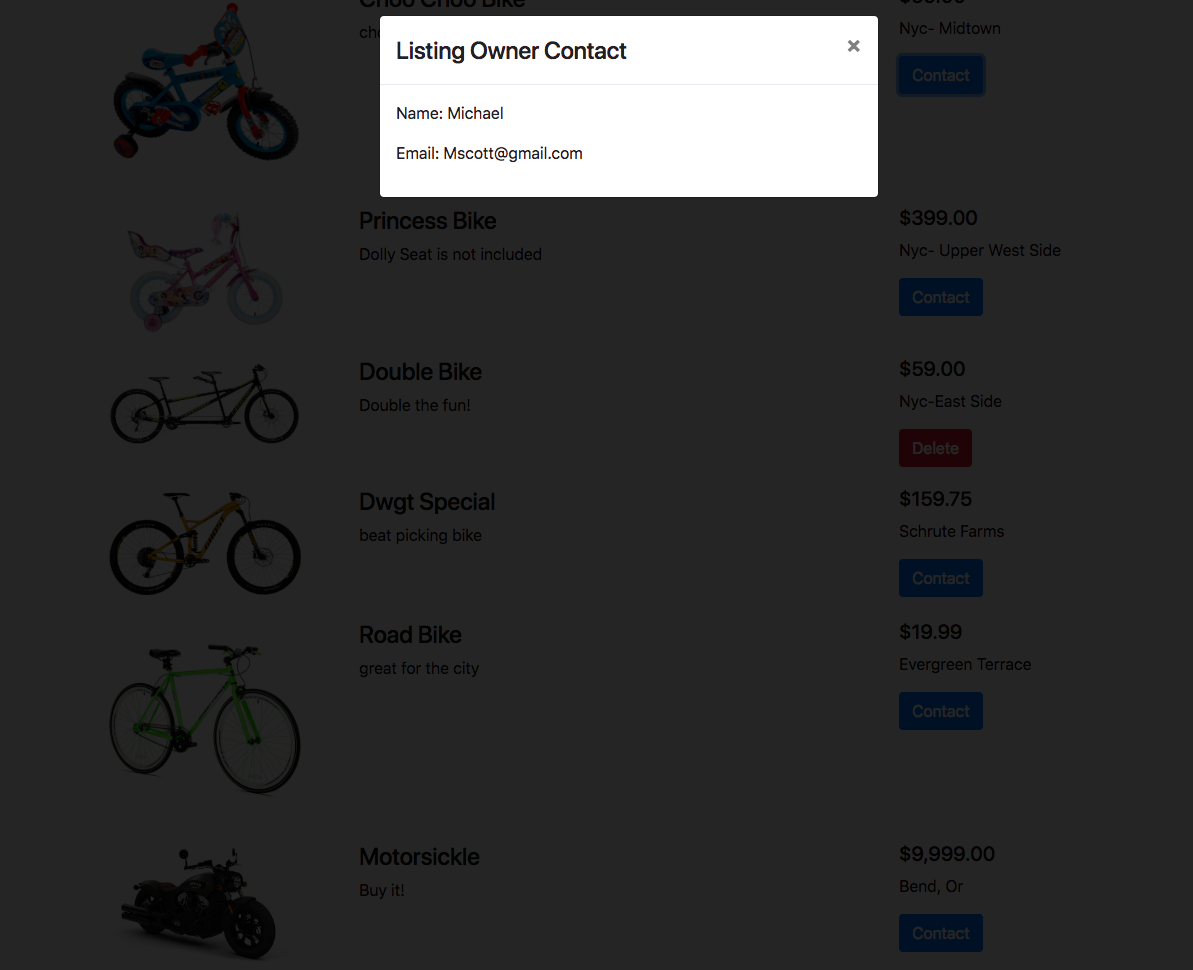 Choo Choo Bike
Nyc- Midtown
Contact
Listing Owner Contact
×
Name: Michael
Email: Mscott@gmail.com
Princess Bike
Dolly Seat is not included
$399.00
Nyc- Upper West Side
Contact
Double Bike
Double the fun!
$59.00
Nyc-East Side
Delete
Dwgt Special
beat picking bike
$159.75
Schrute Farms
Contact
Road Bike
great for the city
$19.99
Evergreen Terrace
Contact
Motorsickle
Buy it!
$9,999.00
Bend, Or
Contact